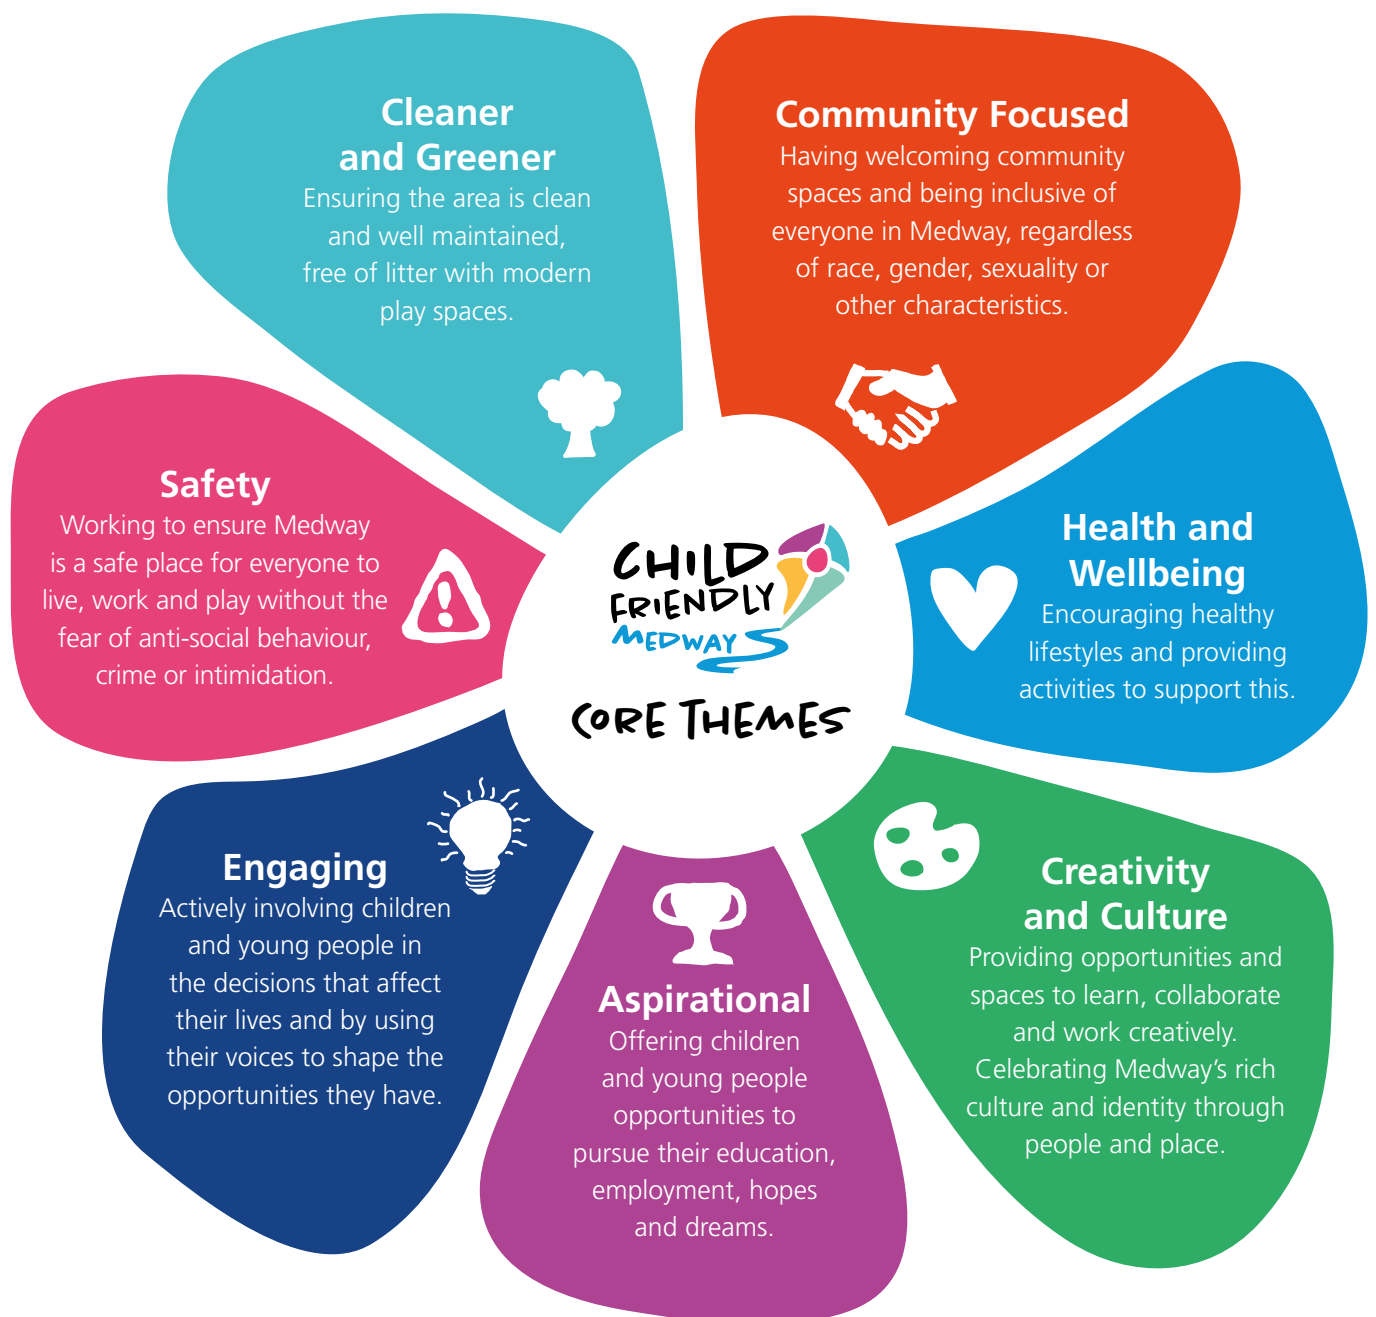 Cleaner
and Greener
Ensuring the area is clean
and well maintained,
free of litter with modern
play spaces.
Community Focused
Having welcoming community
spaces and being inclusive of
everyone in Medway, regardless
of race, gender, sexuality or
other characteristics.
Health and
Wellbeing
Encouraging healthy
lifestyles and providing
activities to support this.
Creativity
and Culture
Providing opportunities and
spaces to learn, collaborate
and work creatively.
Celebrating Medway's rich
culture and identity through
people and place.
Aspirational
Offering children
and young people
opportunities to
pursue their education,
employment, hopes
and dreams.
Engaging
Actively involving children
and young people in
the decisions that affect
their lives and by using
their voices to shape the
opportunities they have.
Safety
Working to ensure Medway
is a safe place for everyone to
live, work and play without the
fear of anti-social behaviour,
crime or intimidation.
CHILD
FRIENDLY
MEDWAY
CORE THEMES